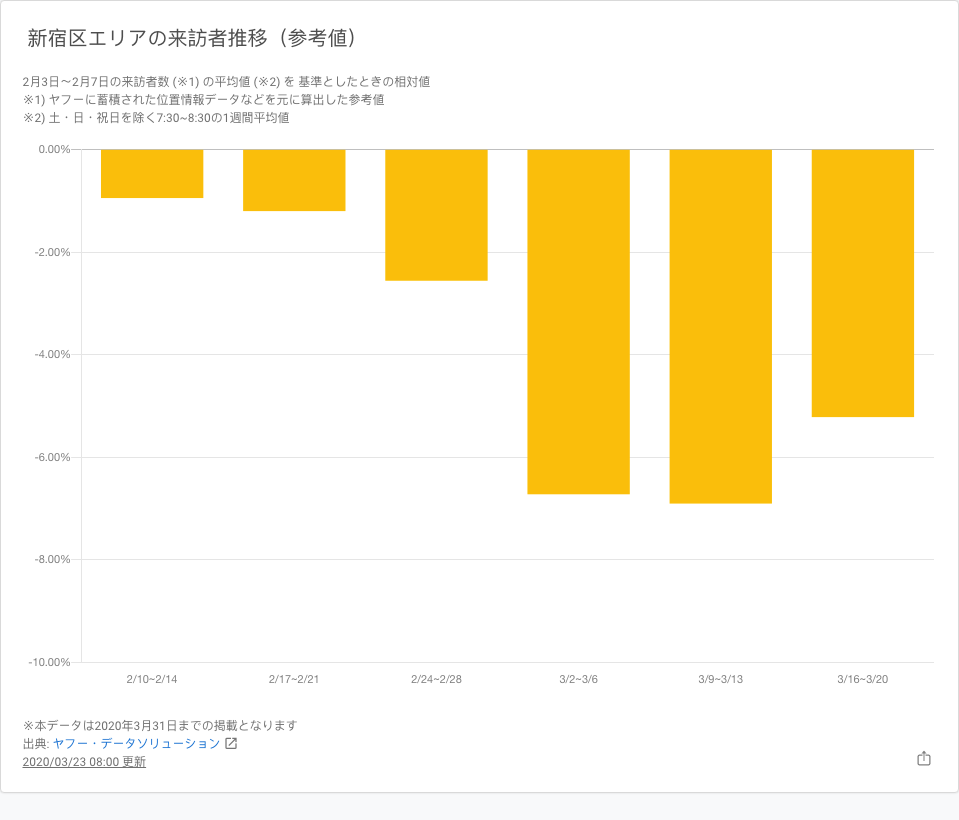 新宿区エリアの来訪者推移（参考値）
2月3日〜2月7日の来訪者数 (※1) の平均値 (※2) を 基準としたときの相対値
※1) ヤフーに蓄積された位置情報データなどを元に算出した参考値
※2) 土・日・祝日を除く7:30~8:30の1週間平均値
0.00%
-2.00%
-4.00%
-6.00%
-8.00%
-10.00%
2/10~2/14 2/17~2/21 2/24~2/28 3/2~3/6 3/9~3/13 3/16~3/20
※本データは2020年3月31日までの掲載となります
出典: ヤフー・データソリューション
2020/03/23 08:00 更新